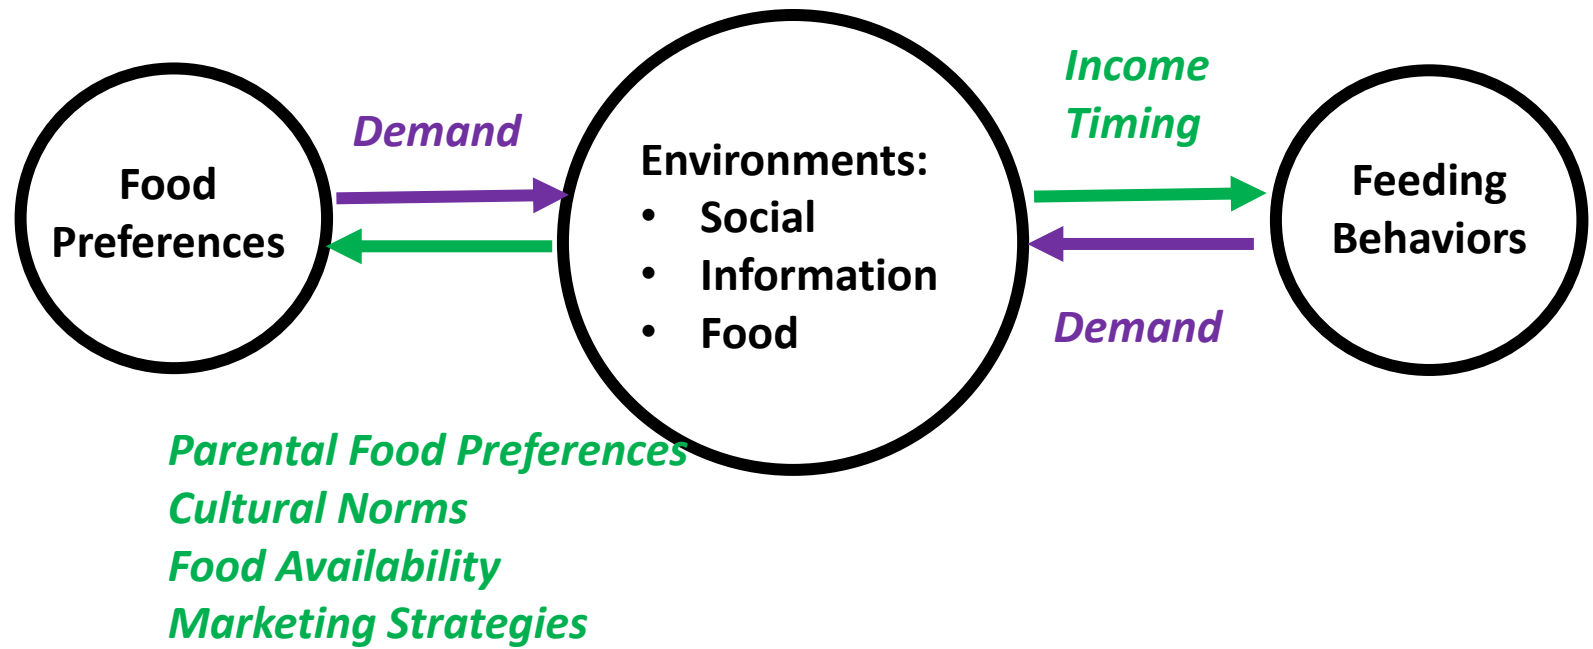 Food
Preferences
Demand
Environments:
• Social
• Information
• Food
Income
Timing
Demand
Feeding
Behaviors
Parental Food Preferences
Cultural Norms
Food Availability
Marketing Strategies